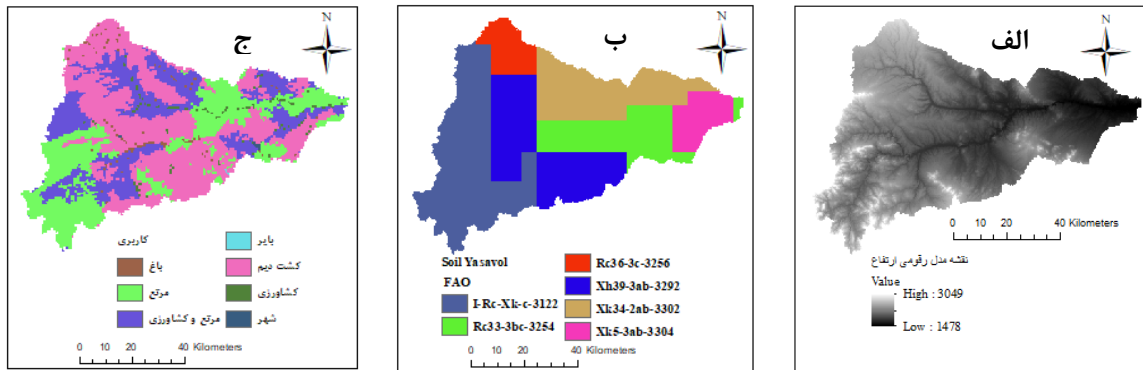 الف
N
0 10 20 40 Kilometers
نقشه مدل رقومی ارتفاع
Value
High : 3049
Low : 1478
ب
N
Soil Yasavol
FAO
I-Rc-Xk-c-3122
Rc33-3bc-3254
Rc36-3c-3256
Xh39-3ab-3292
Xk34-2ab-3302
Xk5-3ab-3304
0 10 20 40 Kilometers
ج
N
کاربری
باغ
مرتع
مرتع و کشاورزی
بایر
کشت دیم
کشاورزی
شهر
0 10 20 40 Kilometers